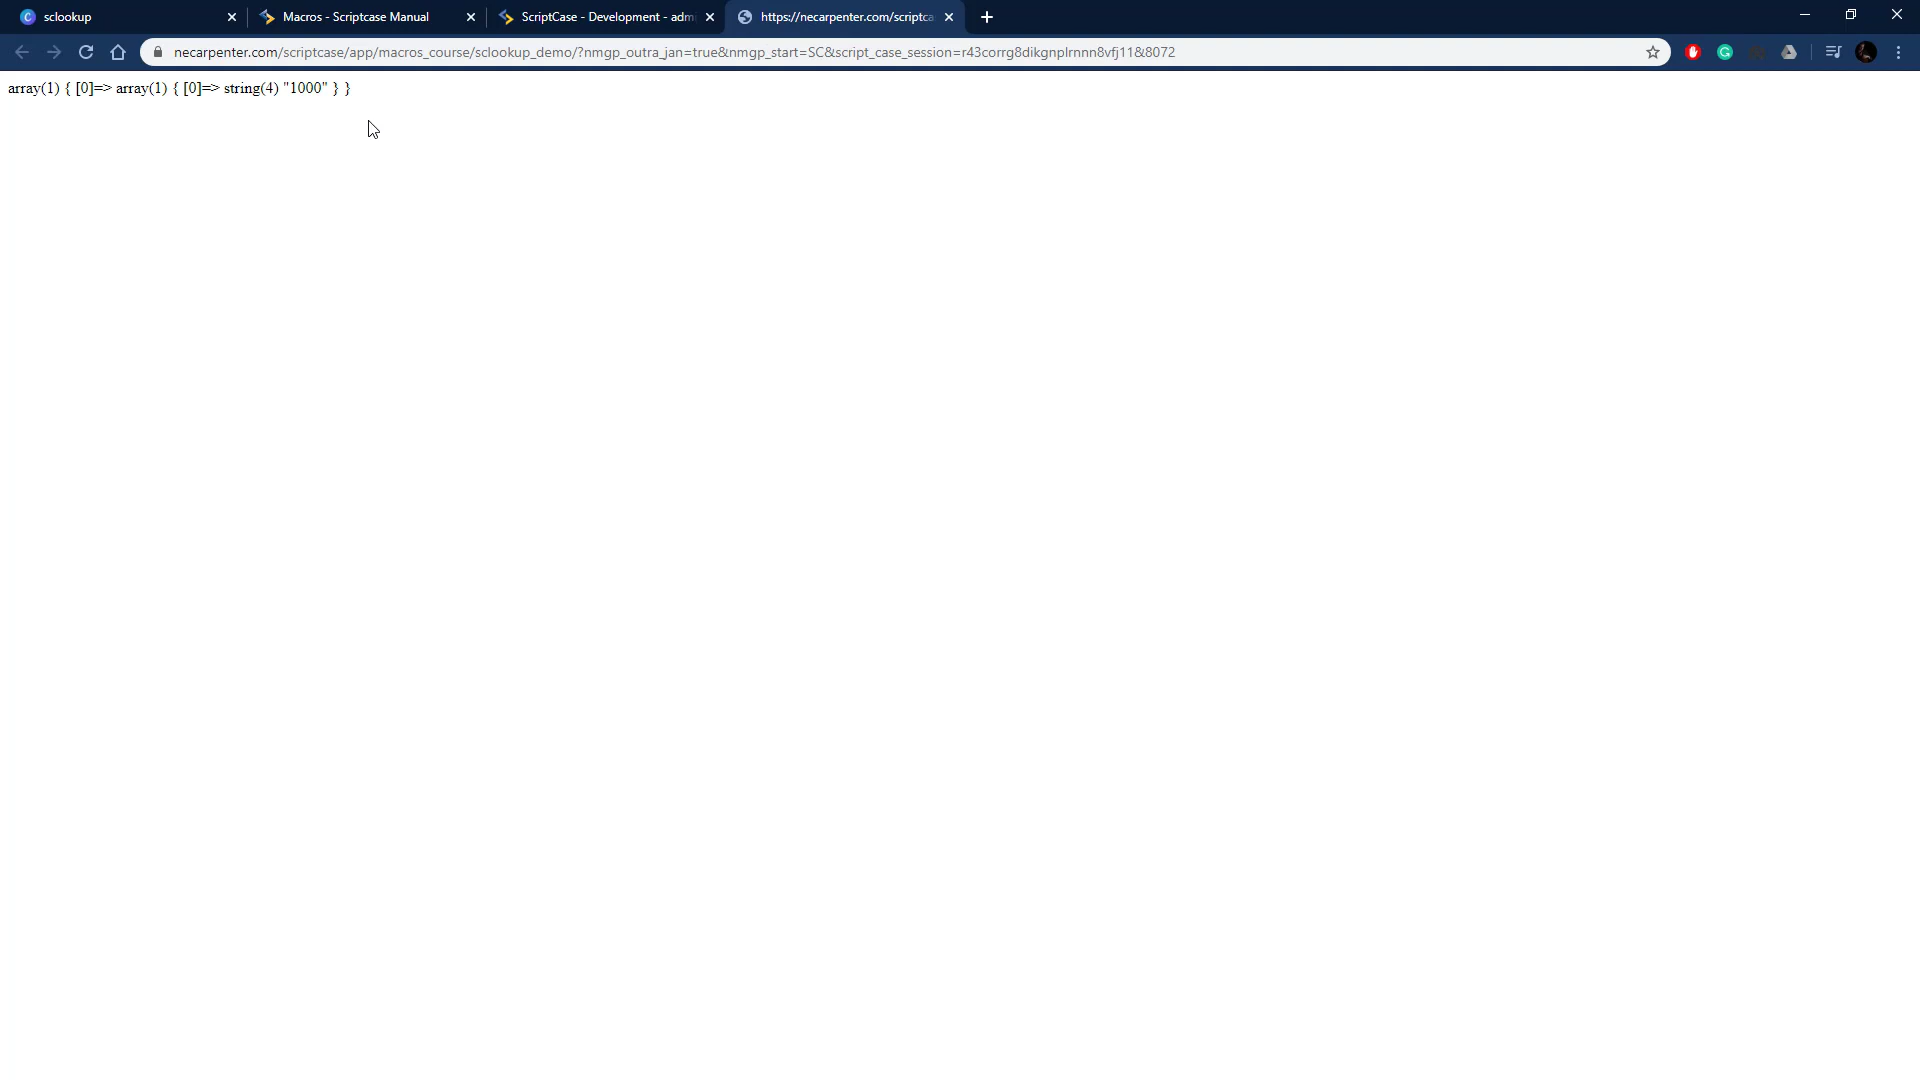 sclookup
Macros - Scriptcase Manual
ScriptCase - Development - admi
https://necarpenter.com/scriptca
necarpenter.com/scriptcase/app/macros_course/sclookup_demo/?nmgp_outra_jan=true&nmgp_start=SC&script_case_session=r43corrg8dikgnplrnnn8vfj11&8072
array(1) { [0]=> array(1) { [0]=> string(4) "1000" } }